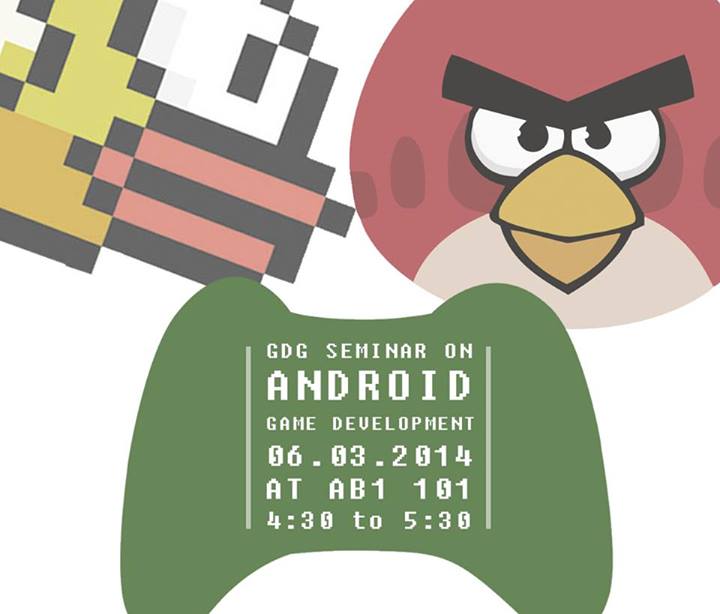 GDG SEMINAR ON
ANDROID
GAME DEVELOPMENT
06.03.2014
AT AB1 101
4:30 to 5:30